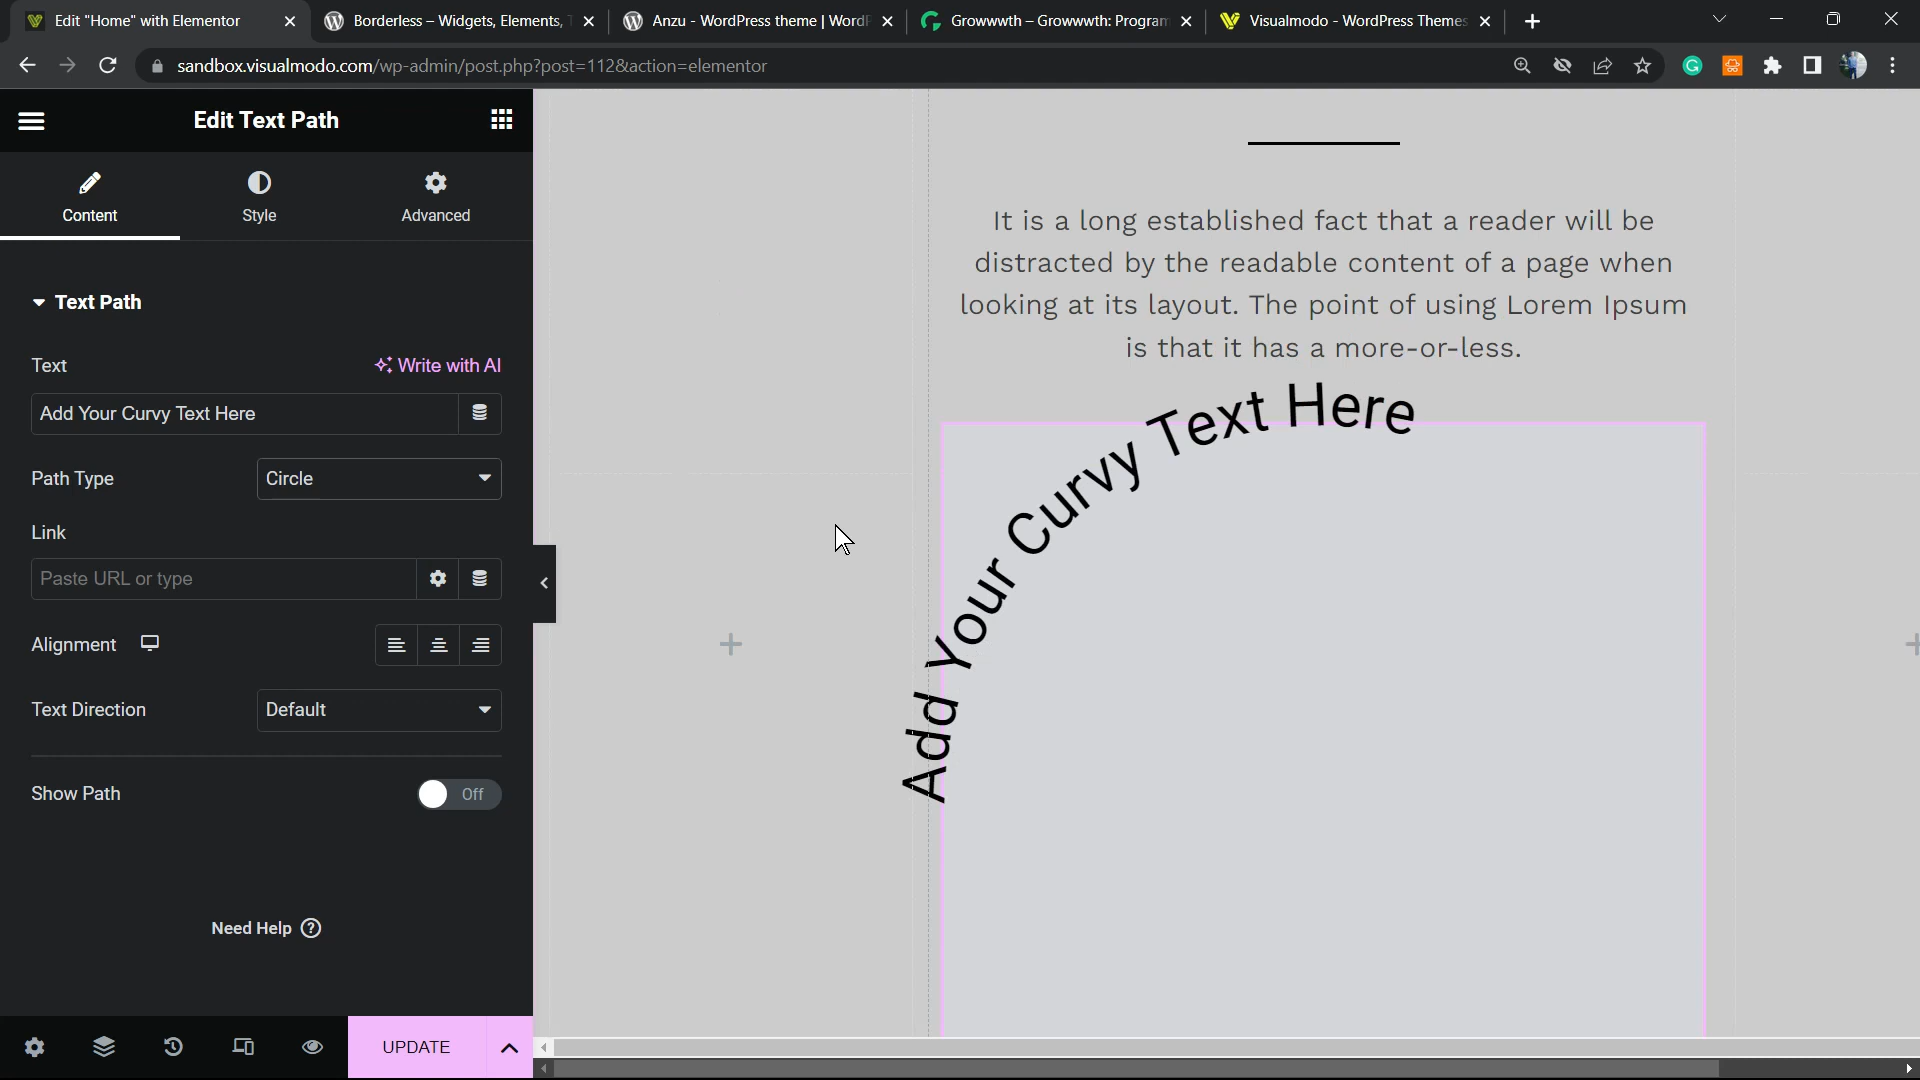 Edit "Home" with Elementor
Borderless – Widgets, Elements,
Anzu - WordPress theme | Word
Growwwth – Growwwth: Program
Visualmodo - WordPress Themes
sandbox.visualmodo.com/wp-admin/post.php?post=112&action=elementor
Edit Text Path
Content
Style
Advanced
Text Path
Text
Write with AI
Add Your Curvy Text Here
Path Type
Circle
Link
Paste URL or type
Alignment
Text Direction
Default
Show Path
Off
Need Help
UPDATE
It is a long established fact that a reader will be
distracted by the readable content of a page when
looking at its layout. The point of using Lorem Ipsum
is that it has a more-or-less.
Add Your Curvy Text Here